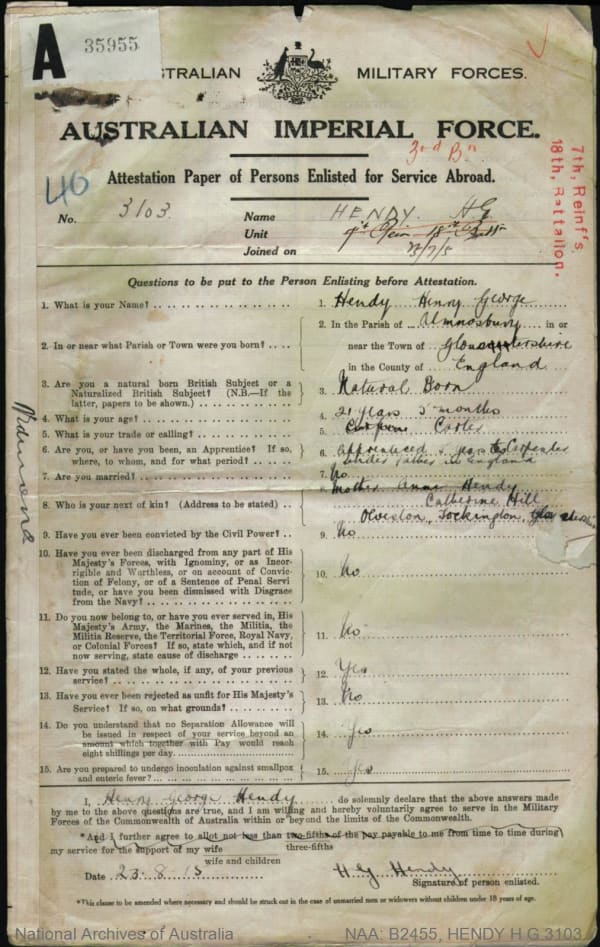 A
35955
AUSTRALIAN MILITARY FORCES.
AUSTRALIAN IMPERIAL FORCE.
3rd Bn
Attestation Paper of Persons Enlisted for Service Abroad.
7th, Reinf's
18th, Battalion.
40
No. 3103
Name HENDY. H G
Unit 18th Battn
Joined on
Questions to be put to the Person Enlisting before Attestation.
1. What is your Name?
1. Hendy Henry George
2. In or near what Parish or Town were you born?
2. In the Parish of Almnosbury in or
near the Town of Gloucestershire
in the County of England
3. Are you a natural born British Subject or a
Naturalized British Subject? (N.B.—If the
latter, papers to be shown.)
3. Natural Born
4. What is your age?
4. 21 years 5 months
5. What is your trade or calling?
5. Carter
6. Are you, or have you been, an Apprentice? If so,
where, to whom, and for what period?
6. Apprenticed to Carpenter
father in England
7. Are you married?
7. No
8. Who is your next of kin? (Address to be stated)
8. Mother Annie Hendy
Catherine Hill
Olveston, Tockington,
9. Have you ever been convicted by the Civil Power?
9. No
10. Have you ever been discharged from any part of His
Majesty's Forces, with Ignominy, or as Incor-
rigible and Worthless, or on account of Convic-
tion of Felony, or of a Sentence of Penal Servi
tude, or have you been dismissed with Disgrace
from the Navy?
10. No
11. Do you now belong to, or have you ever served in, His
Majesty's Army, the Marines, the Militia, the
Militia Reserve, the Territorial Force, Royal Navy,
or Colonial Forces? If so, state which, and if not
now serving, state cause of discharge
11. No
12. Have you stated the whole, if any, of your previous
service?
12. Yes
13. Have you ever been rejected as unfit for His Majesty's
Service? If so, on what grounds?
13. No
14. Do you understand that no Separation Allowance will
be issued in respect of your service beyond an
amount which together with Pay would reach
eight shillings per day.
14. Yes
15. Are you prepared to undergo inoculation against smallpox
and enteric fever?
15. Yes
I, Henry George Hendy do solemnly declare that the above answers made
by me to the above questions are true, and I am willing and hereby voluntarily agree to serve in the Military
Forces of the Commonwealth of Australia within or beyond the limits of the Commonwealth.
*And I further agree to allot not less than two-fifths of the pay payable to me from time to time during
three-fifths
my service for the support of my wife
wife and children
Date 23.8.15
H G Hendy
Signature of person enlisted.
*This clause to be amended where necessary and should be struck out in the case of unmarried men or widowers without children under 18 years of age.
National Archives of Australia
NAA: B2455, HENDY H G 3103